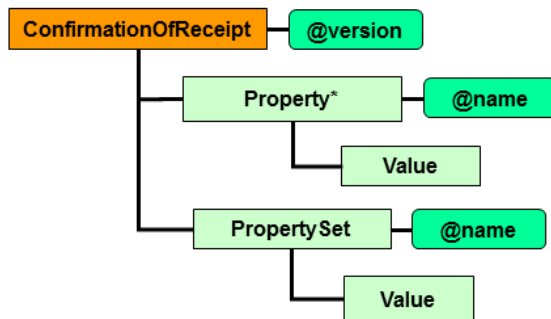 ConfirmationOfReceipt @version
Property* @name
Value
PropertySet @name
Value